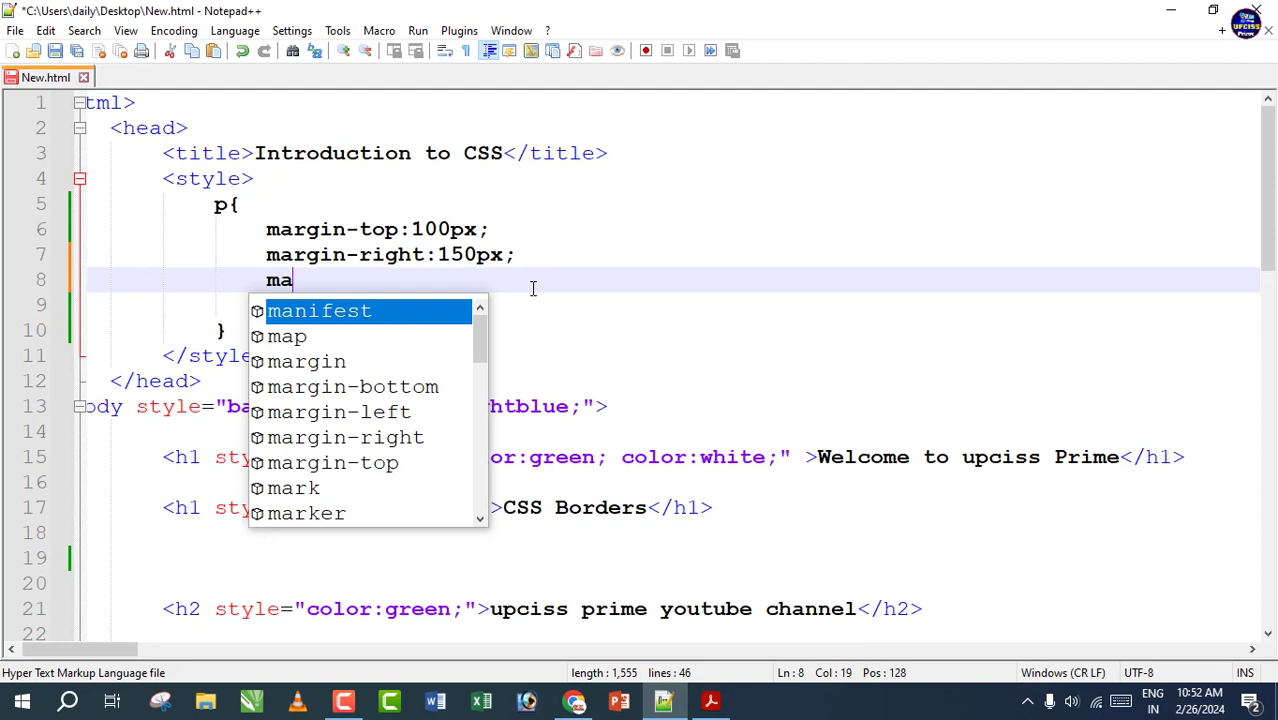 *C:\Users\daily\Desktop\New.html - Notepad++
File Edit Search View Encoding Language Settings Tools Macro Run Plugins Window ?
New.html
1 tml>
2 <head>
3 <title>Introduction to CSS</title>
4 <style>
5 p{
6 margin-top:100px;
7 margin-right:150px;
8 ma
9
10 }
11 </style
12 </head>
13 ody style="ba htblue;">
14
15 <h1 sty or:green; color:white;" >Welcome to upciss Prime</h1>
16
17 <h1 sty >CSS Borders</h1>
18
19
20
21 <h2 style="color:green;">upciss prime youtube channel</h2>
22
manifest
map
margin
margin-bottom
margin-left
margin-right
margin-top
mark
marker
Hyper Text Markup Language file length : 1,555 lines : 46 Ln : 8 Col : 19 Pos : 128 Windows (CR LF) UTF-8 INS
ENG 10:52 AM
IN 2/26/2024
2